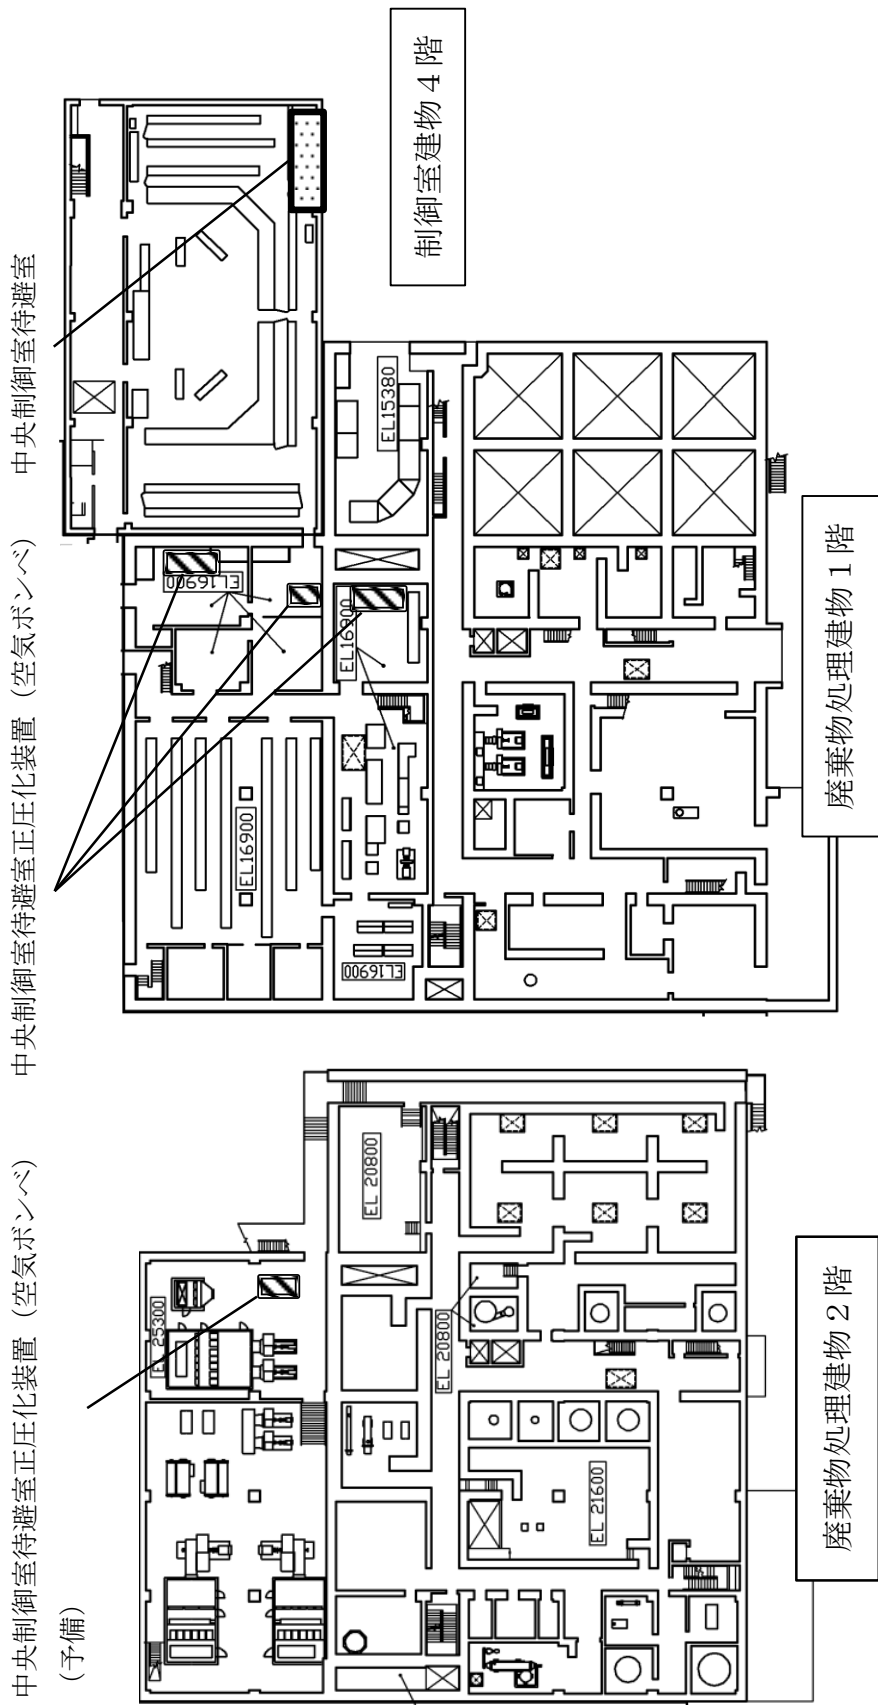 中央制御室待避室正圧化装置（空気ボンベ）
（予備）
中央制御室待避室正圧化装置（空気ボンベ）
中央制御室待避室
EL 25300
EL 20800
EL 20800
EL 21600
廃棄物処理建物2階
EL16900
EL16900
EL16900
EL16900
EL15380
廃棄物処理建物1階
制御室建物4階